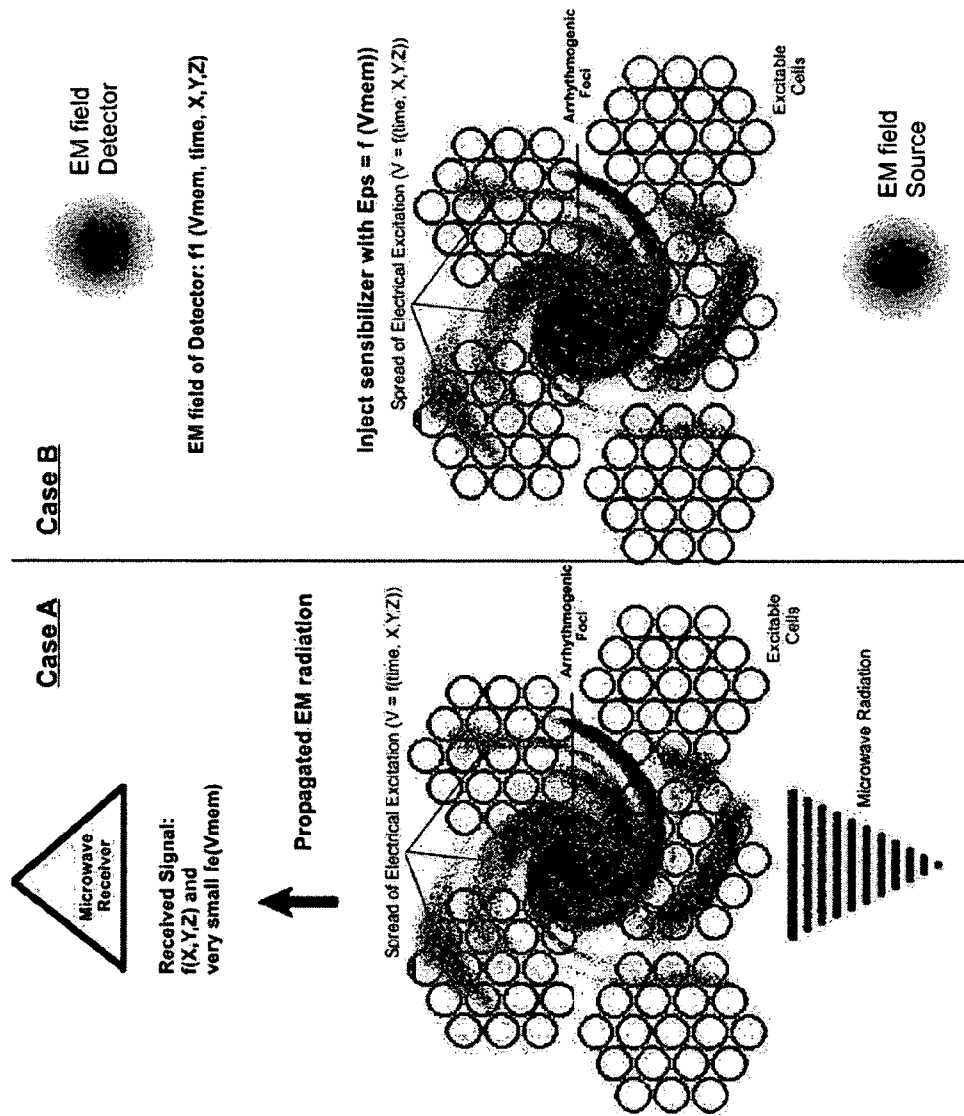 Case A
Microwave
Receiver
Received Signal:
f(X,Y,Z) and
very small fe(Vmem)
Propagated EM radiation
Spread of Electrical Excitation (V = f(time, X,Y,Z))
Arrhythmogenic
Foci
Excitable
Cells
Microwave Radiation
Case B
EM field
Detector
EM field of Detector: f1 (Vmem, time, X,Y,Z)
Inject sensibilizer with Eps = f (Vmem))
Spread of Electrical Excitation (V = f(time, X,Y,Z))
Arrhythmogenic
Foci
Excitable
Cells
EM field
Source